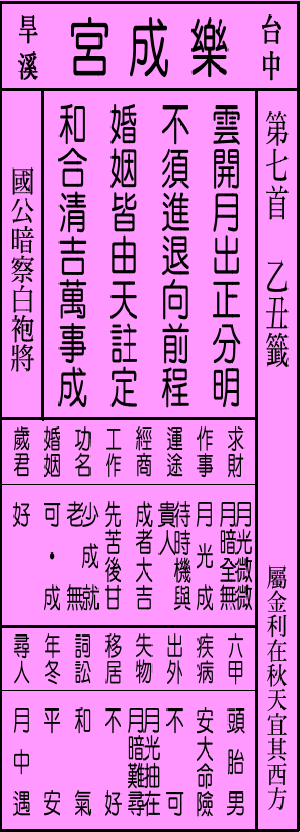 台中
樂成宮
旱溪
第七首 乙丑籤
屬金利在秋天宜其西方
雲開月出正分明
不須進退向前程
婚姻皆由天註定
和合清吉萬事成
國公暗察白袍將
求財
月光微微
月暗全無
作事
月光成
運途
待時機與
貴人
經商
成者大吉
工作
先苦後甘
功名
少成就
老無
婚姻
可・成
歲君
好
六甲
頭胎男
疾病
安大命險
出外
不可
失物
月光抽在
月暗難尋
移居
不好
詞訟
和氣
年冬
平安
尋人
月中遇